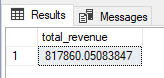 Results Messages
total_revenue
1 817860.05083847